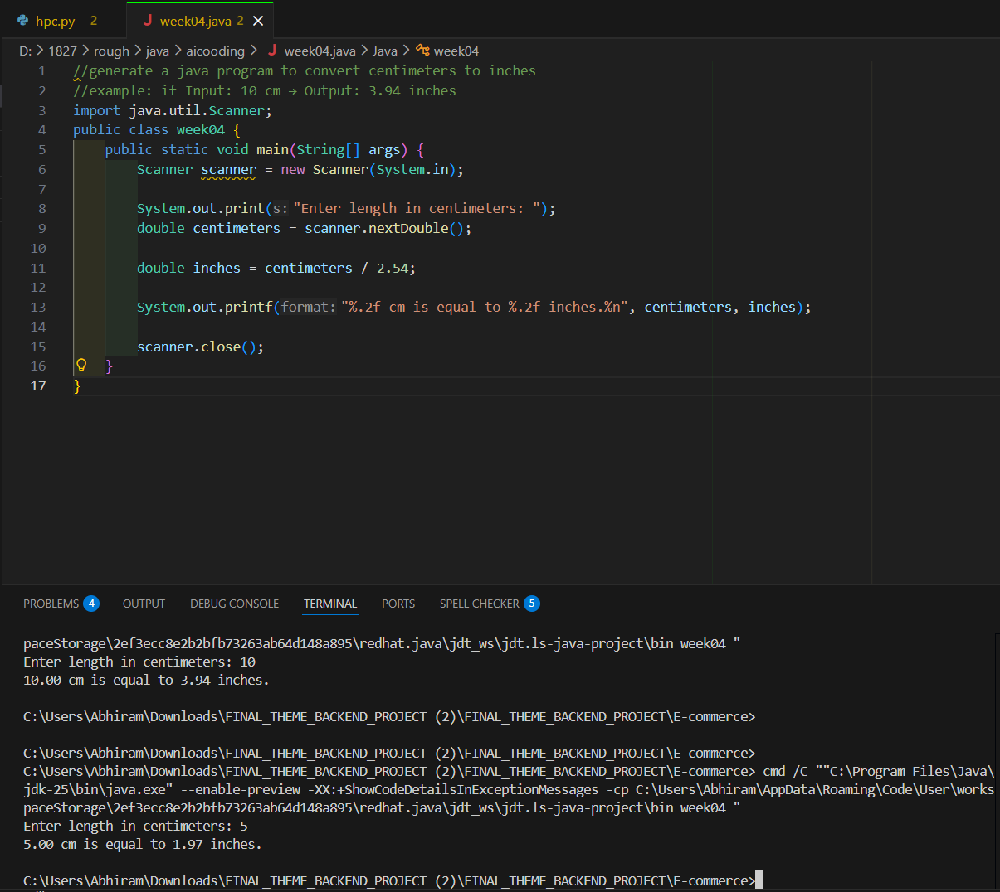 hpc.py 2 J week04.java 2 ×
D: > 1827 > rough > java > aicooding > J week04.java > Java > week04
1 //generate a java program to convert centimeters to inches
2 //example: if Input: 10 cm → Output: 3.94 inches
3 import java.util.Scanner;
4 public class week04 {
5 public static void main(String[] args) {
6 Scanner scanner = new Scanner(System.in);
7
8 System.out.print(s: "Enter length in centimeters: ");
9 double centimeters = scanner.nextDouble();
10
11 double inches = centimeters / 2.54;
12
13 System.out.printf(format: "%.2f cm is equal to %.2f inches.%n", centimeters, inches);
14
15 scanner.close();
16 }
17 }
PROBLEMS 4 OUTPUT DEBUG CONSOLE TERMINAL PORTS SPELL CHECKER 5
paceStorage\2ef3ecc8e2b2bfb73263ab64d148a895\redhat.java\jdt_ws\jdt.ls-java-project\bin week04 "
Enter length in centimeters: 10
10.00 cm is equal to 3.94 inches.
C:\Users\Abhiram\Downloads\FINAL_THEME_BACKEND_PROJECT (2)\FINAL_THEME_BACKEND_PROJECT\E-commerce>
C:\Users\Abhiram\Downloads\FINAL_THEME_BACKEND_PROJECT (2)\FINAL_THEME_BACKEND_PROJECT\E-commerce>
C:\Users\Abhiram\Downloads\FINAL_THEME_BACKEND_PROJECT (2)\FINAL_THEME_BACKEND_PROJECT\E-commerce> cmd /C ""C:\Program Files\Java\
jdk-25\bin\java.exe" --enable-preview -XX:+ShowCodeDetailsInExceptionMessages -cp C:\Users\Abhiram\AppData\Roaming\Code\User\works
paceStorage\2ef3ecc8e2b2bfb73263ab64d148a895\redhat.java\jdt_ws\jdt.ls-java-project\bin week04 "
Enter length in centimeters: 5
5.00 cm is equal to 1.97 inches.
C:\Users\Abhiram\Downloads\FINAL_THEME_BACKEND_PROJECT (2)\FINAL_THEME_BACKEND_PROJECT\E-commerce>